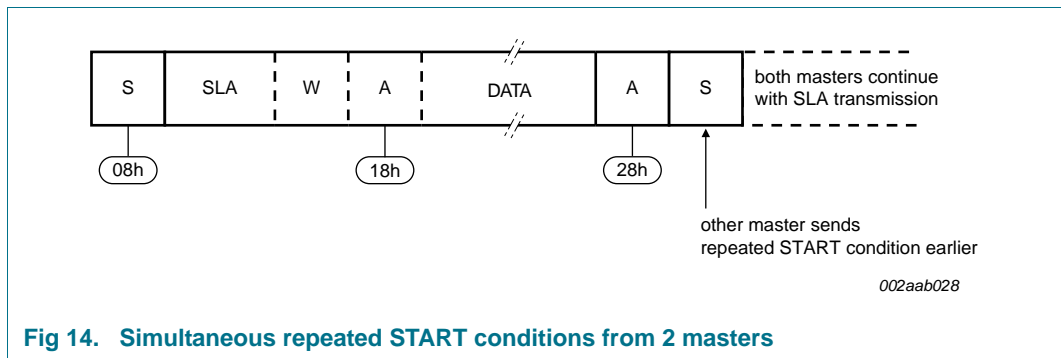 S SLA W A DATA A S
both masters continue
with SLA transmission
08h 18h 28h
other master sends
repeated START condition earlier
002aab028
Fig 14. Simultaneous repeated START conditions from 2 masters